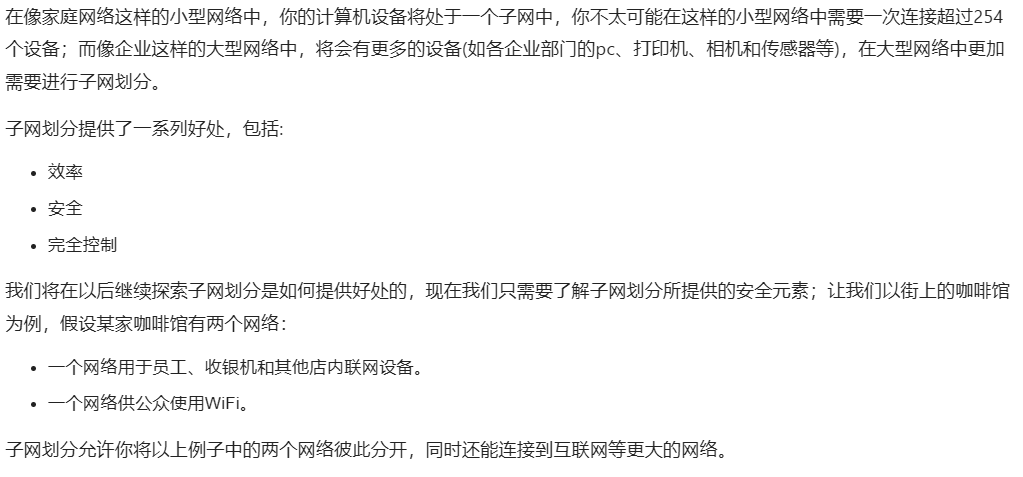 在像家庭网络这样的小型网络中，你的计算机设备将处于一个子网中，你不太可能在这样的小型网络中需要一次连接超过254
个设备；而像企业这样的大型网络中，将会有更多的设备(如各企业部门的pc、打印机、相机和传感器等)，在大型网络中更加
需要进行子网划分。
子网划分提供了一系列好处，包括:
• 效率
• 安全
• 完全控制
我们将在以后继续探索子网划分是如何提供好处的，现在我们只需要了解子网划分所提供的安全元素；让我们以街上的咖啡馆
为例，假设某家咖啡馆有两个网络：
• 一个网络用于员工、收银机和其他店内联网设备。
• 一个网络供公众使用WiFi。
子网划分允许你将以上例子中的两个网络彼此分开，同时还能连接到互联网等更大的网络。